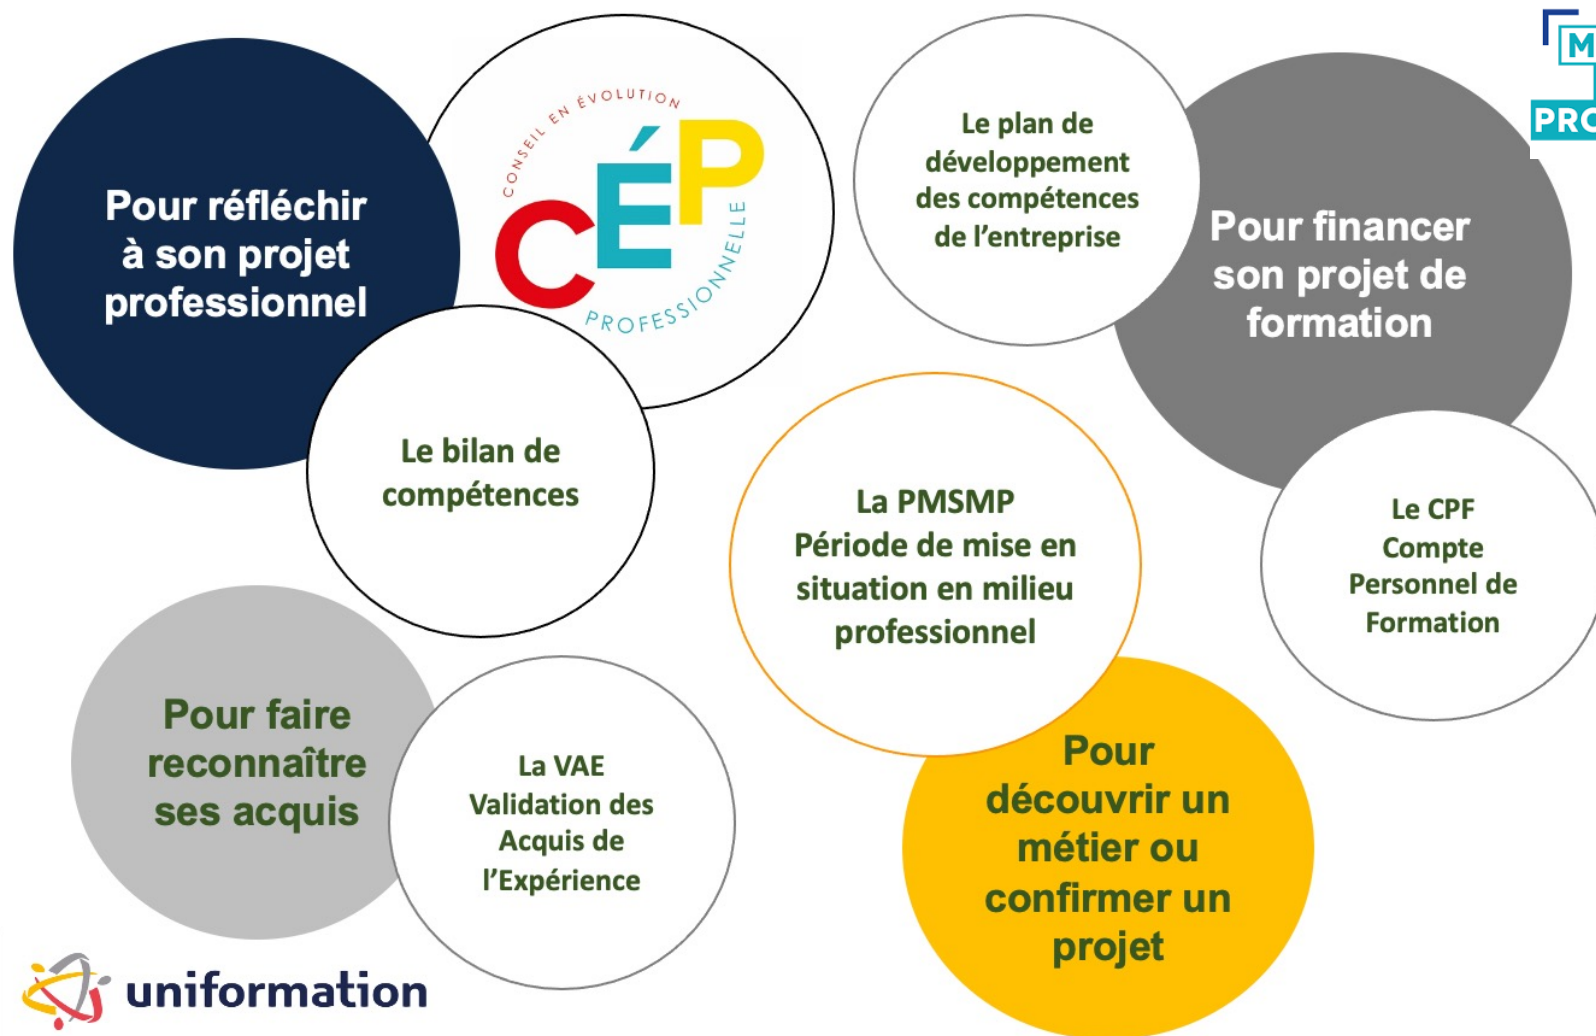 Pour réfléchir
à son projet
professionnel
CONSEIL EN ÉVOLUTION
CÉP
PROFESSIONNELLE
Le bilan de
compétences
Le plan de
développement
des compétences
de l’entreprise
Pour financer
son projet de
formation
Le CPF
Compte
Personnel de
Formation
La PMSMP
Période de mise en
situation en milieu
professionnel
Pour
découvrir un
métier ou
confirmer un
projet
Pour faire
reconnaître
ses acquis
La VAE
Validation des
Acquis de
l’Expérience
uniformation